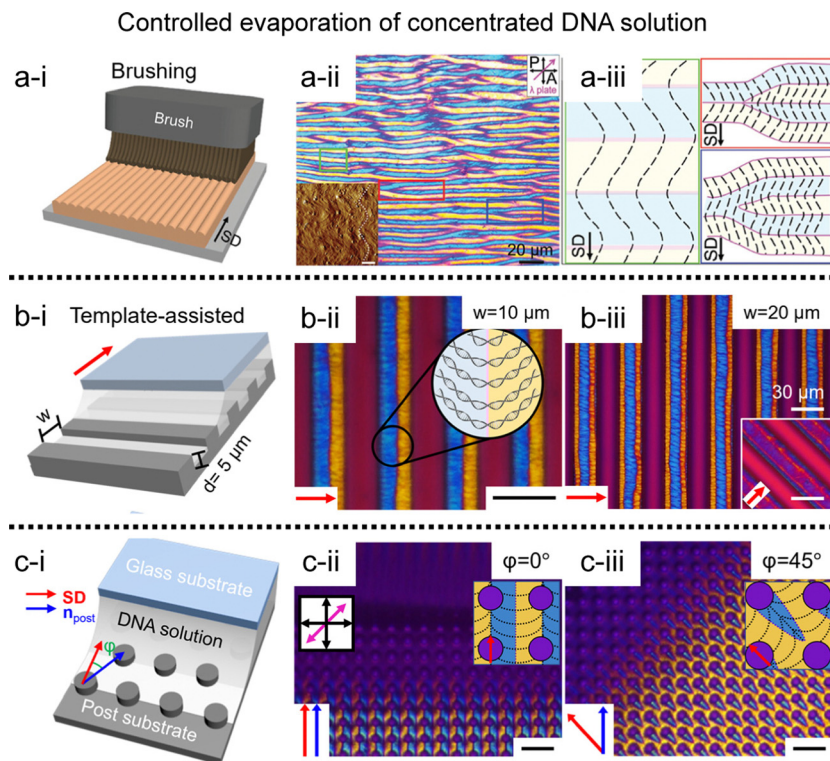 Controlled evaporation of concentrated DNA solution
a-i
Brushing
Brush
SD
a-ii
P
A
λ plate
20 μm
a-iii
SD
SD
SD
b-i
Template-assisted
w
d= 5 μm
b-ii
w=10 μm
b-iii
w=20 μm
30 μm
c-i
Glass substrate
SD
n post
DNA solution
φ
Post substrate
c-ii
φ=0°
c-iii
φ=45°